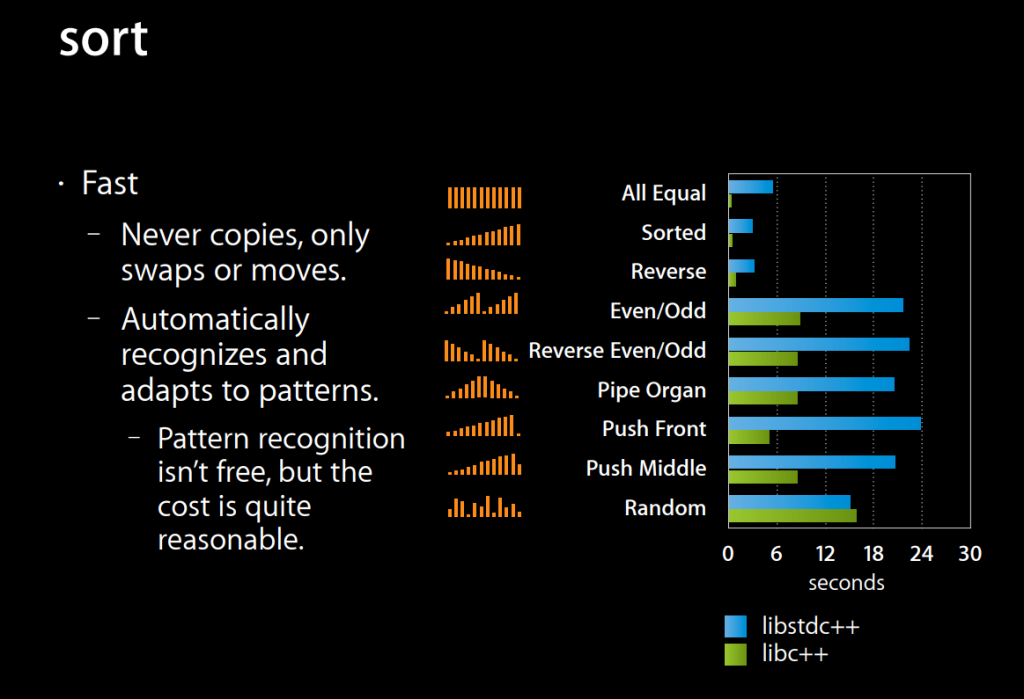 sort
· Fast
– Never copies, only
swaps or moves.
– Automatically
recognizes and
adapts to patterns.
– Pattern recognition
isn’t free, but the
cost is quite
reasonable.
All Equal
Sorted
Reverse
Even/Odd
Reverse Even/Odd
Pipe Organ
Push Front
Push Middle
Random
0 6 12 18 24 30
seconds
libstdc++
libc++